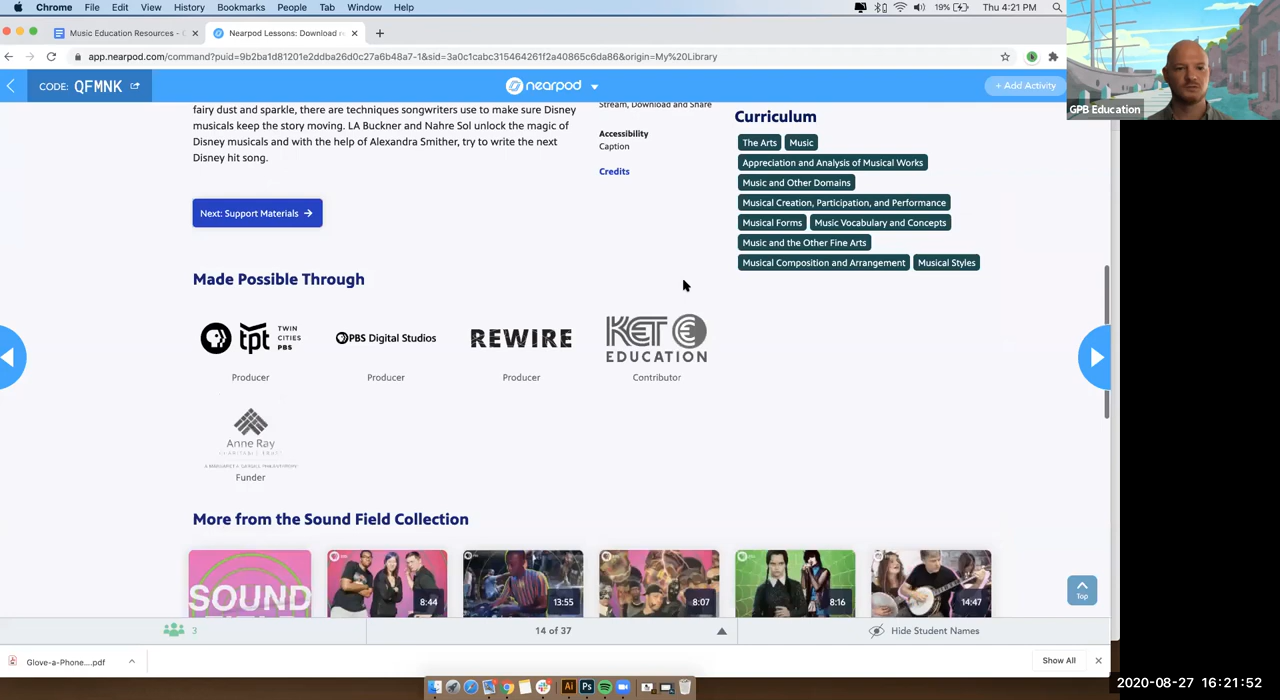 Chrome File Edit View History Bookmarks People Tab Window Help
19% Thu 4:21 PM
Music Education Resources -
Nearpod Lessons: Download r
app.nearpod.com/command?puid=9b2ba1d81201e2ddba26d0c27a6b48a7-1&sid=3a0c1cabc315464261f2a40865c6da86&origin=My%20Library
CODE: QFMNK
nearpod
+ Add Activity
GPB Education
fairy dust and sparkle, there are techniques songwriters use to make sure Disney
musicals keep the story moving. LA Buckner and Nahre Sol unlock the magic of
Disney musicals and with the help of Alexandra Smither, try to write the next
Disney hit song.
Next: Support Materials →
Stream, Download and Share
Accessibility
Caption
Credits
Curriculum
The Arts
Music
Appreciation and Analysis of Musical Works
Music and Other Domains
Musical Creation, Participation, and Performance
Musical Forms
Music Vocabulary and Concepts
Music and the Other Fine Arts
Musical Composition and Arrangement
Musical Styles
Made Possible Through
tpt TWIN CITIES PBS
Producer
PBS Digital Studios
Producer
REWIRE
Producer
KET EDUCATION
Contributor
Anne Ray
Funder
More from the Sound Field Collection
SOUND
8:44
13:55
8:07
8:16
14:47
Top
3
14 of 37
Hide Student Names
Glove-a-Phone....pdf
Show All
Ai
Ps
2020-08-27 16:21:52